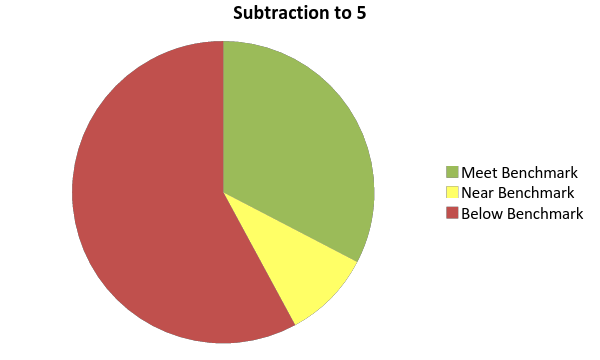 Subtraction to 5
Meet Benchmark
Near Benchmark
Below Benchmark